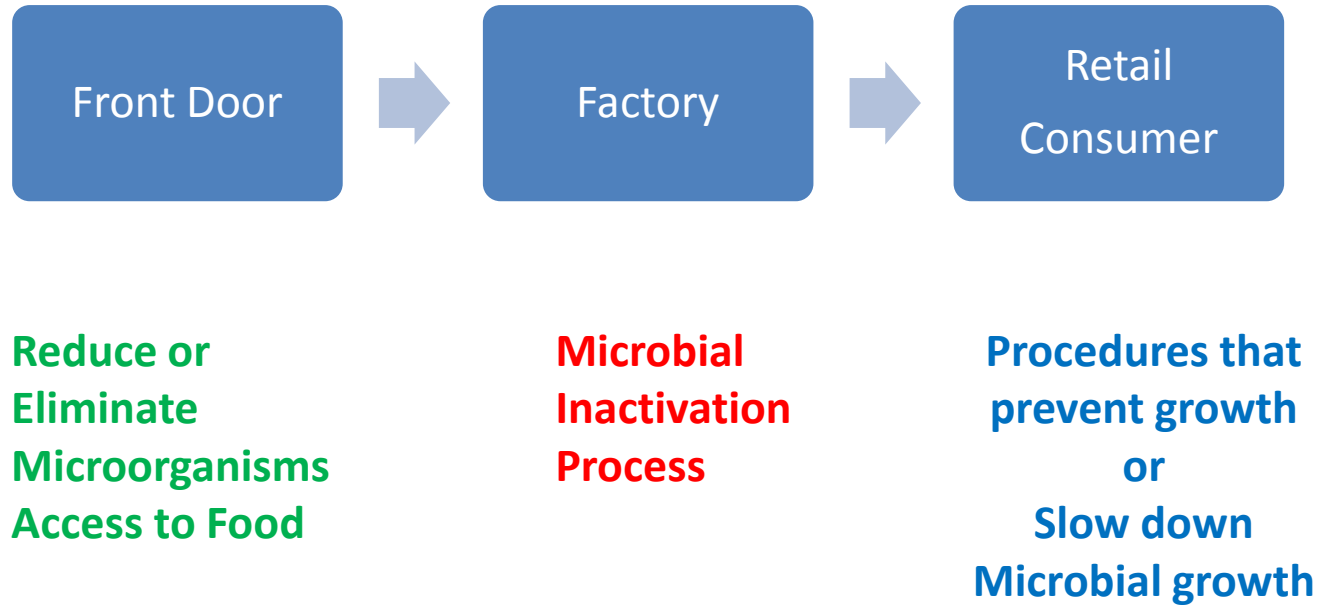 Front Door
Factory
Retail
Consumer
Reduce or
Eliminate
Microorganisms
Access to Food
Microbial
Inactivation
Process
Procedures that
prevent growth
or
Slow down
Microbial growth